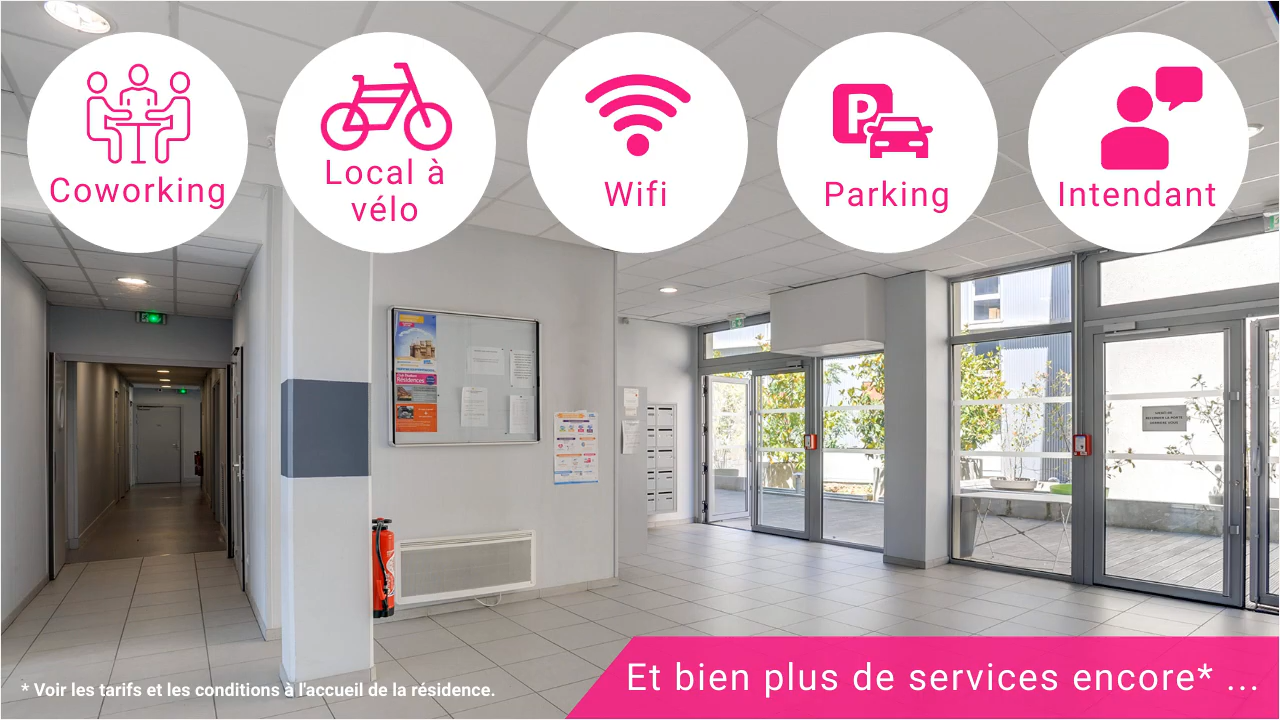 Coworking
Local à
vélo
Wifi
P
Parking
Intendant
Résidences
* Voir les tarifs et les conditions à l'accueil de la résidence.
Et bien plus de services encore* ...